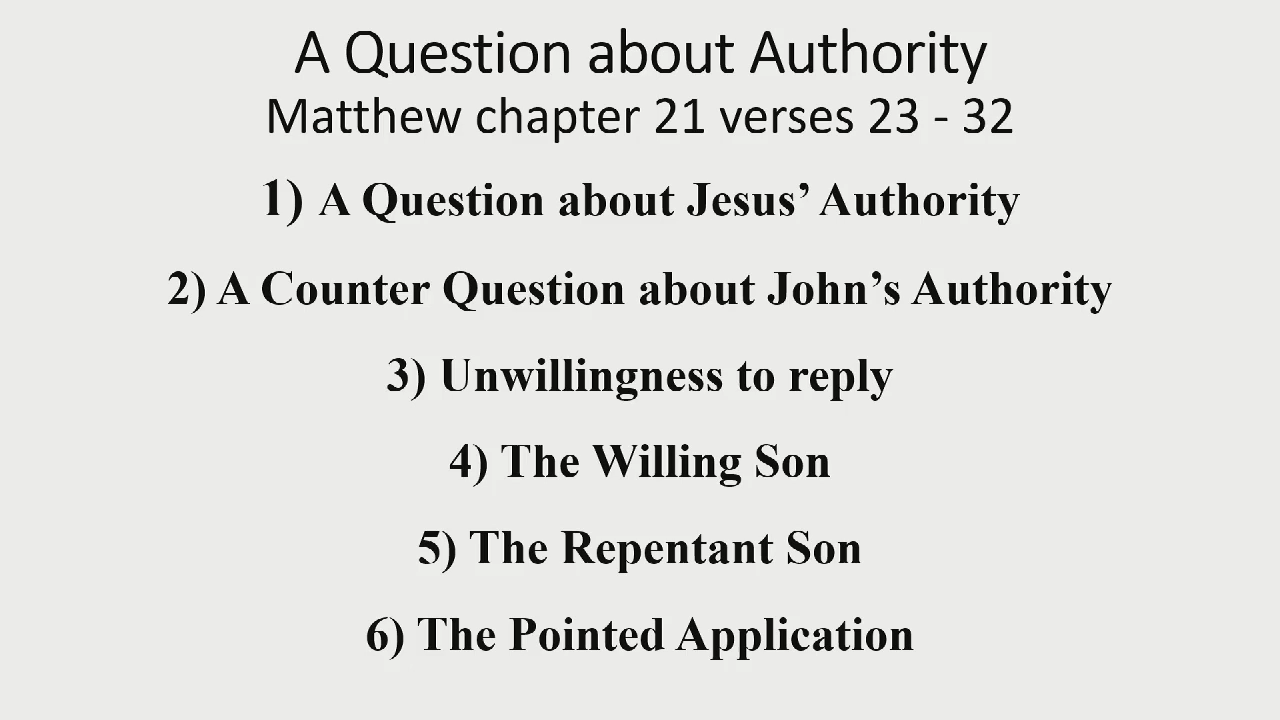 A Question about Authority
Matthew chapter 21 verses 23 - 32
1) A Question about Jesus’ Authority
2) A Counter Question about John’s Authority
3) Unwillingness to reply
4) The Willing Son
5) The Repentant Son
6) The Pointed Application